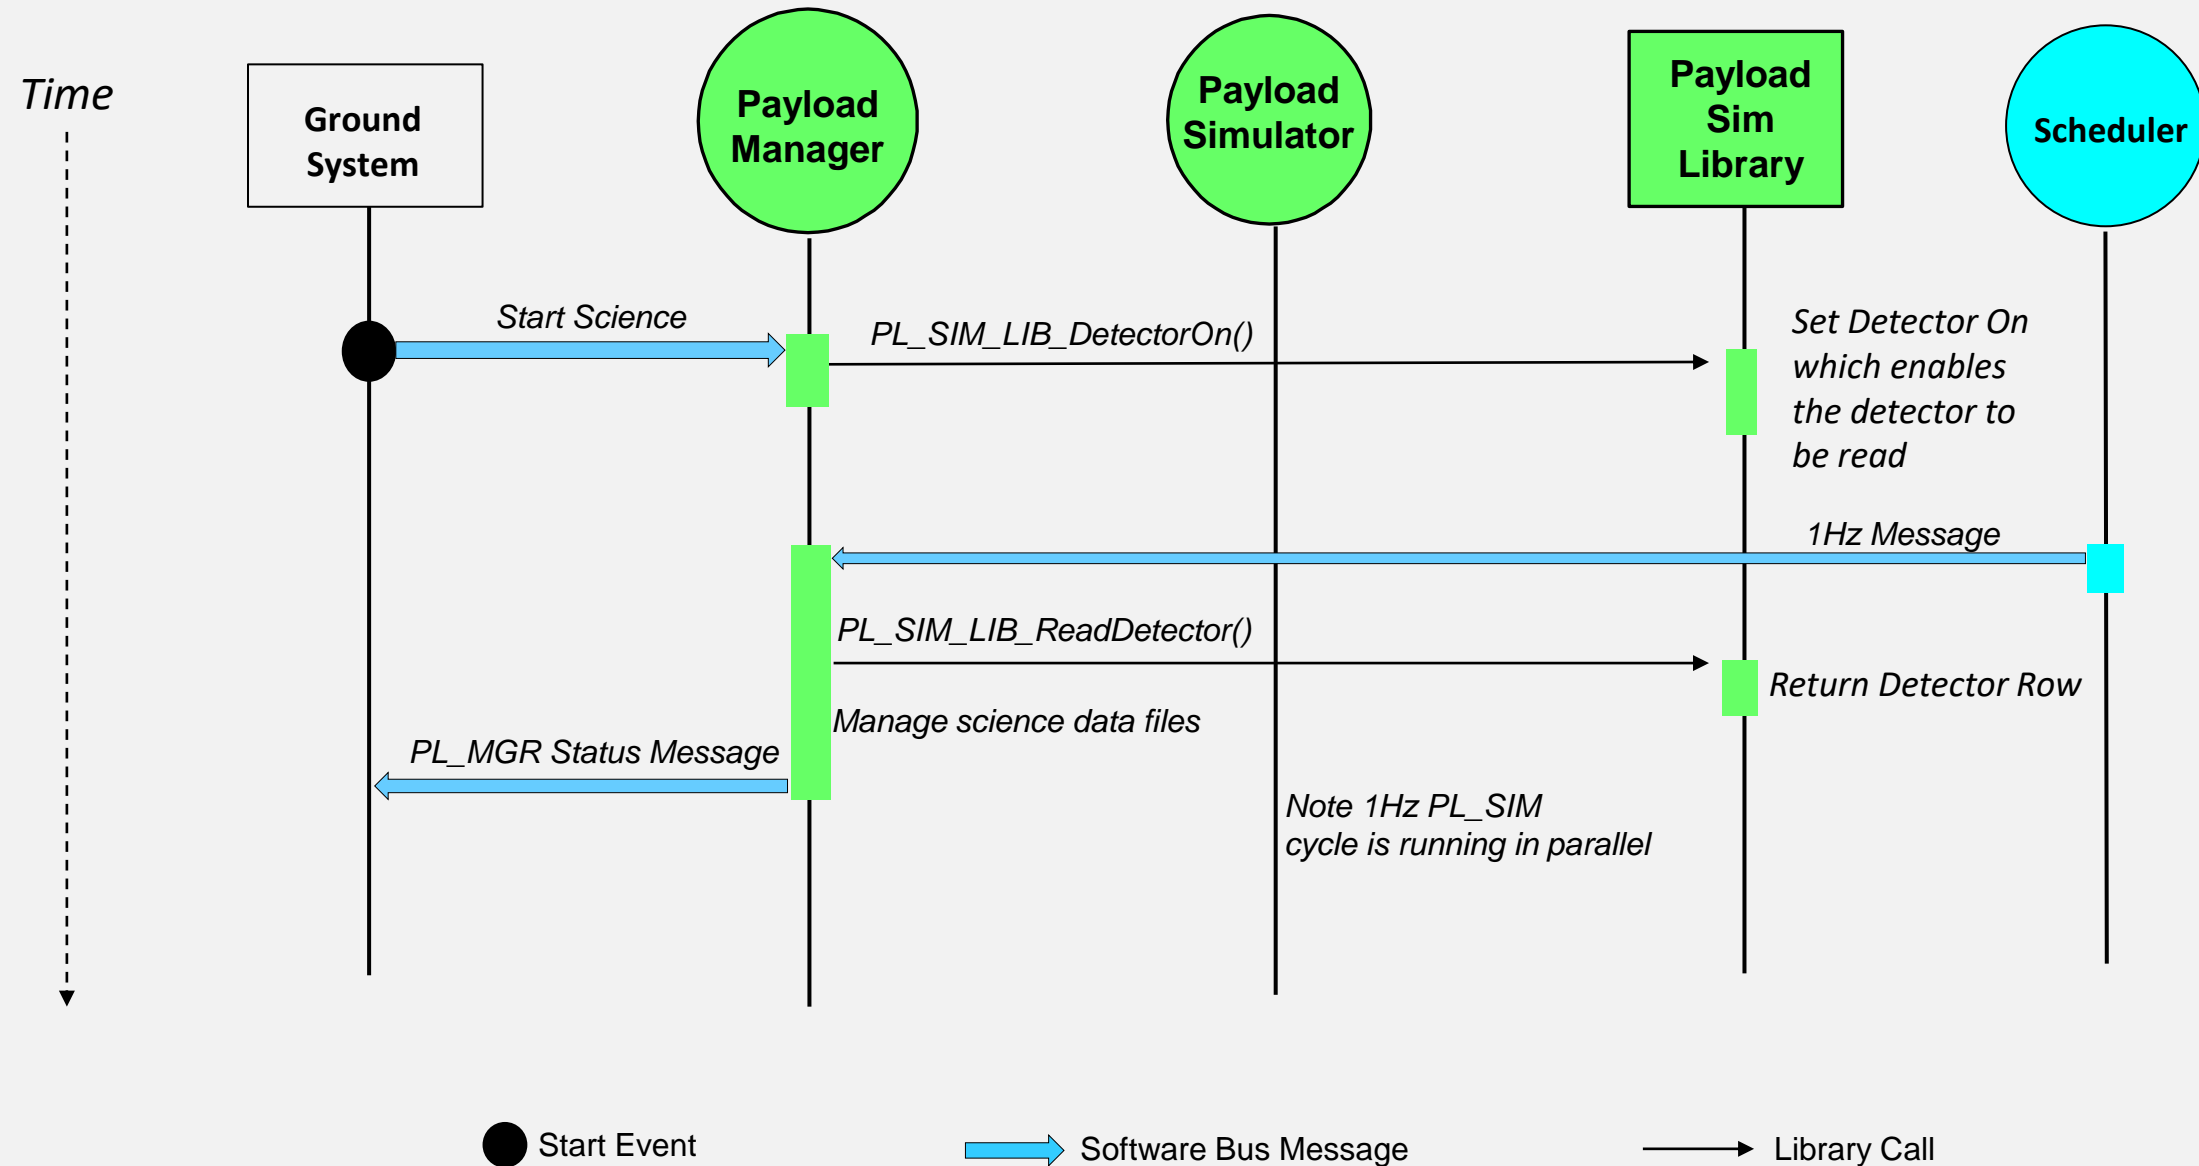 Time
Ground
System
Payload
Manager
Payload
Simulator
Payload
Sim
Library
Scheduler
Start Science
PL_SIM_LIB_DetectorOn()
Set Detector On
which enables
the detector to
be read
1Hz Message
PL_SIM_LIB_ReadDetector()
Return Detector Row
Manage science data files
PL_MGR Status Message
Note 1Hz PL_SIM
cycle is running in parallel
Start Event
Software Bus Message
Library Call